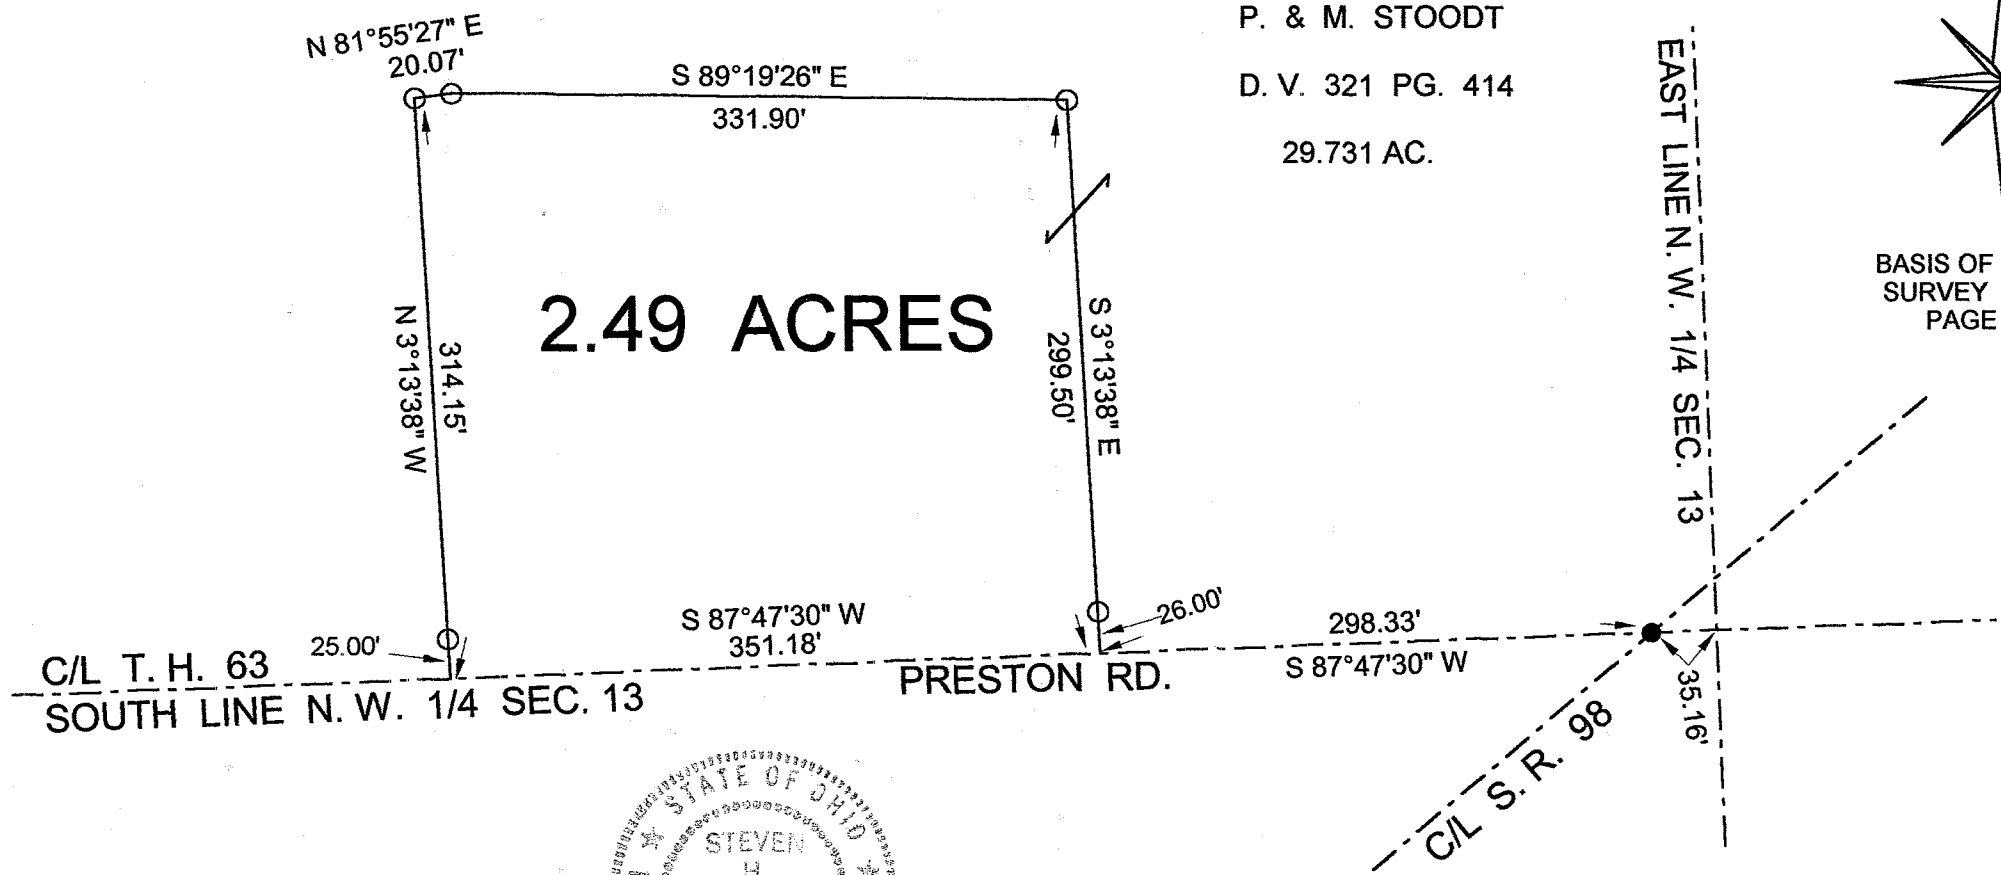 P. & M. STOODT
D. V. 321 PG. 414
29.731 AC.
N 81°55'27" E
20.07'
S 89°19'26" E
331.90'
EAST LINE N. W. 1/4 SEC. 13
BASIS OF
SURVEY
PAGE
2.49 ACRES
N 3°13'38" W
314.15'
S 3°13'38" E
299.50'
S 87°47'30" W
351.18'
25.00'
26.00'
298.33'
S 87°47'30" W
35.16'
C/L T. H. 63
SOUTH LINE N. W. 1/4 SEC. 13
PRESTON RD.
C/L S. R. 98
STATE OF OHIO
STEVEN
H